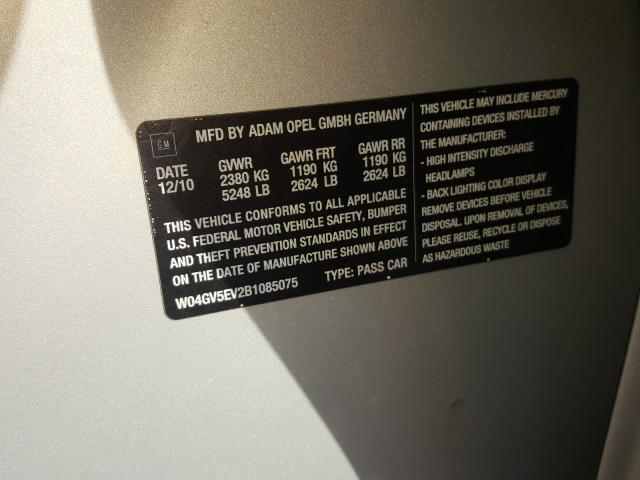 GM
MFD BY ADAM OPEL GMBH GERMANY
DATE GVWR GAWR FRT GAWR RR
12/10 2380 KG 1190 KG 1190 KG
5248 LB 2624 LB 2624 LB
THIS VEHICLE CONFORMS TO ALL APPLICABLE
U.S. FEDERAL MOTOR VEHICLE SAFETY, BUMPER
AND THEFT PREVENTION STANDARDS IN EFFECT
ON THE DATE OF MANUFACTURE SHOWN ABOVE
W04GV5EV2B1085075 TYPE: PASS CAR
THIS VEHICLE MAY INCLUDE MERCURY
CONTAINING DEVICES INSTALLED BY
THE MANUFACTURER:
- HIGH INTENSITY DISCHARGE
HEADLAMPS
- BACK LIGHTING COLOR DISPLAY
REMOVE DEVICES BEFORE VEHICLE
DISPOSAL. UPON REMOVAL OF DEVICES,
PLEASE REUSE, RECYCLE OR DISPOSE
AS HAZARDOUS WASTE